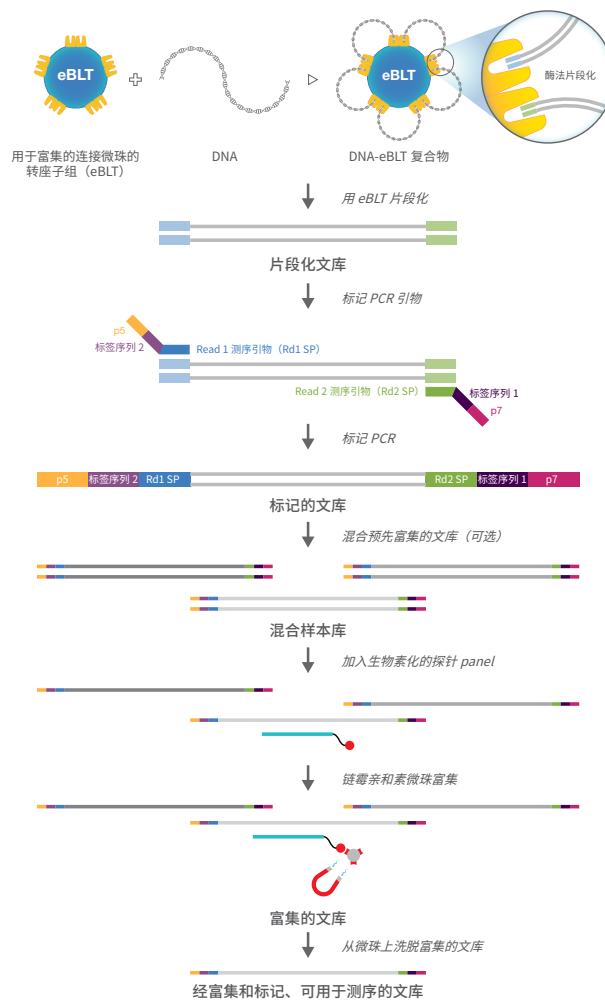 eBLT
eBLT
酶法片段化
用于富集的连接微珠的
转座子组（eBLT）
DNA
DNA-eBLT 复合物
用 eBLT 片段化
片段化文库
标记 PCR 引物
p5
标签序列 2
Read 1 测序引物（Rd1 SP）
Read 2 测序引物（Rd2 SP）
标签序列 1
p7
标记 PCR
p5 标签序列 2 Rd1 SP Rd2 SP 标签序列 1 p7
标记的文库
混合预先富集的文库（可选）
混合样本库
加入生物素化的探针 panel
链霉亲和素微珠富集
富集的文库
从微珠上洗脱富集的文库
经富集和标记、可用于测序的文库